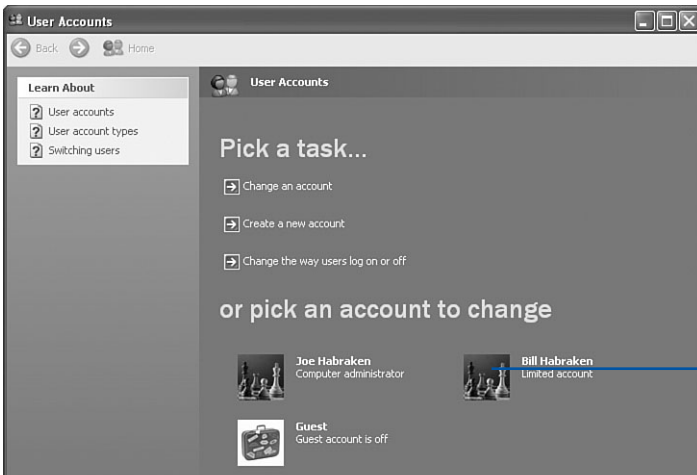 User Accounts
Back Home
Learn About
User accounts
User account types
Switching users
User Accounts
Pick a task...
Change an account
Create a new account
Change the way users log on or off
or pick an account to change
Joe Habraken
Computer administrator
Bill Habraken
Limited account
Guest
Guest account is off